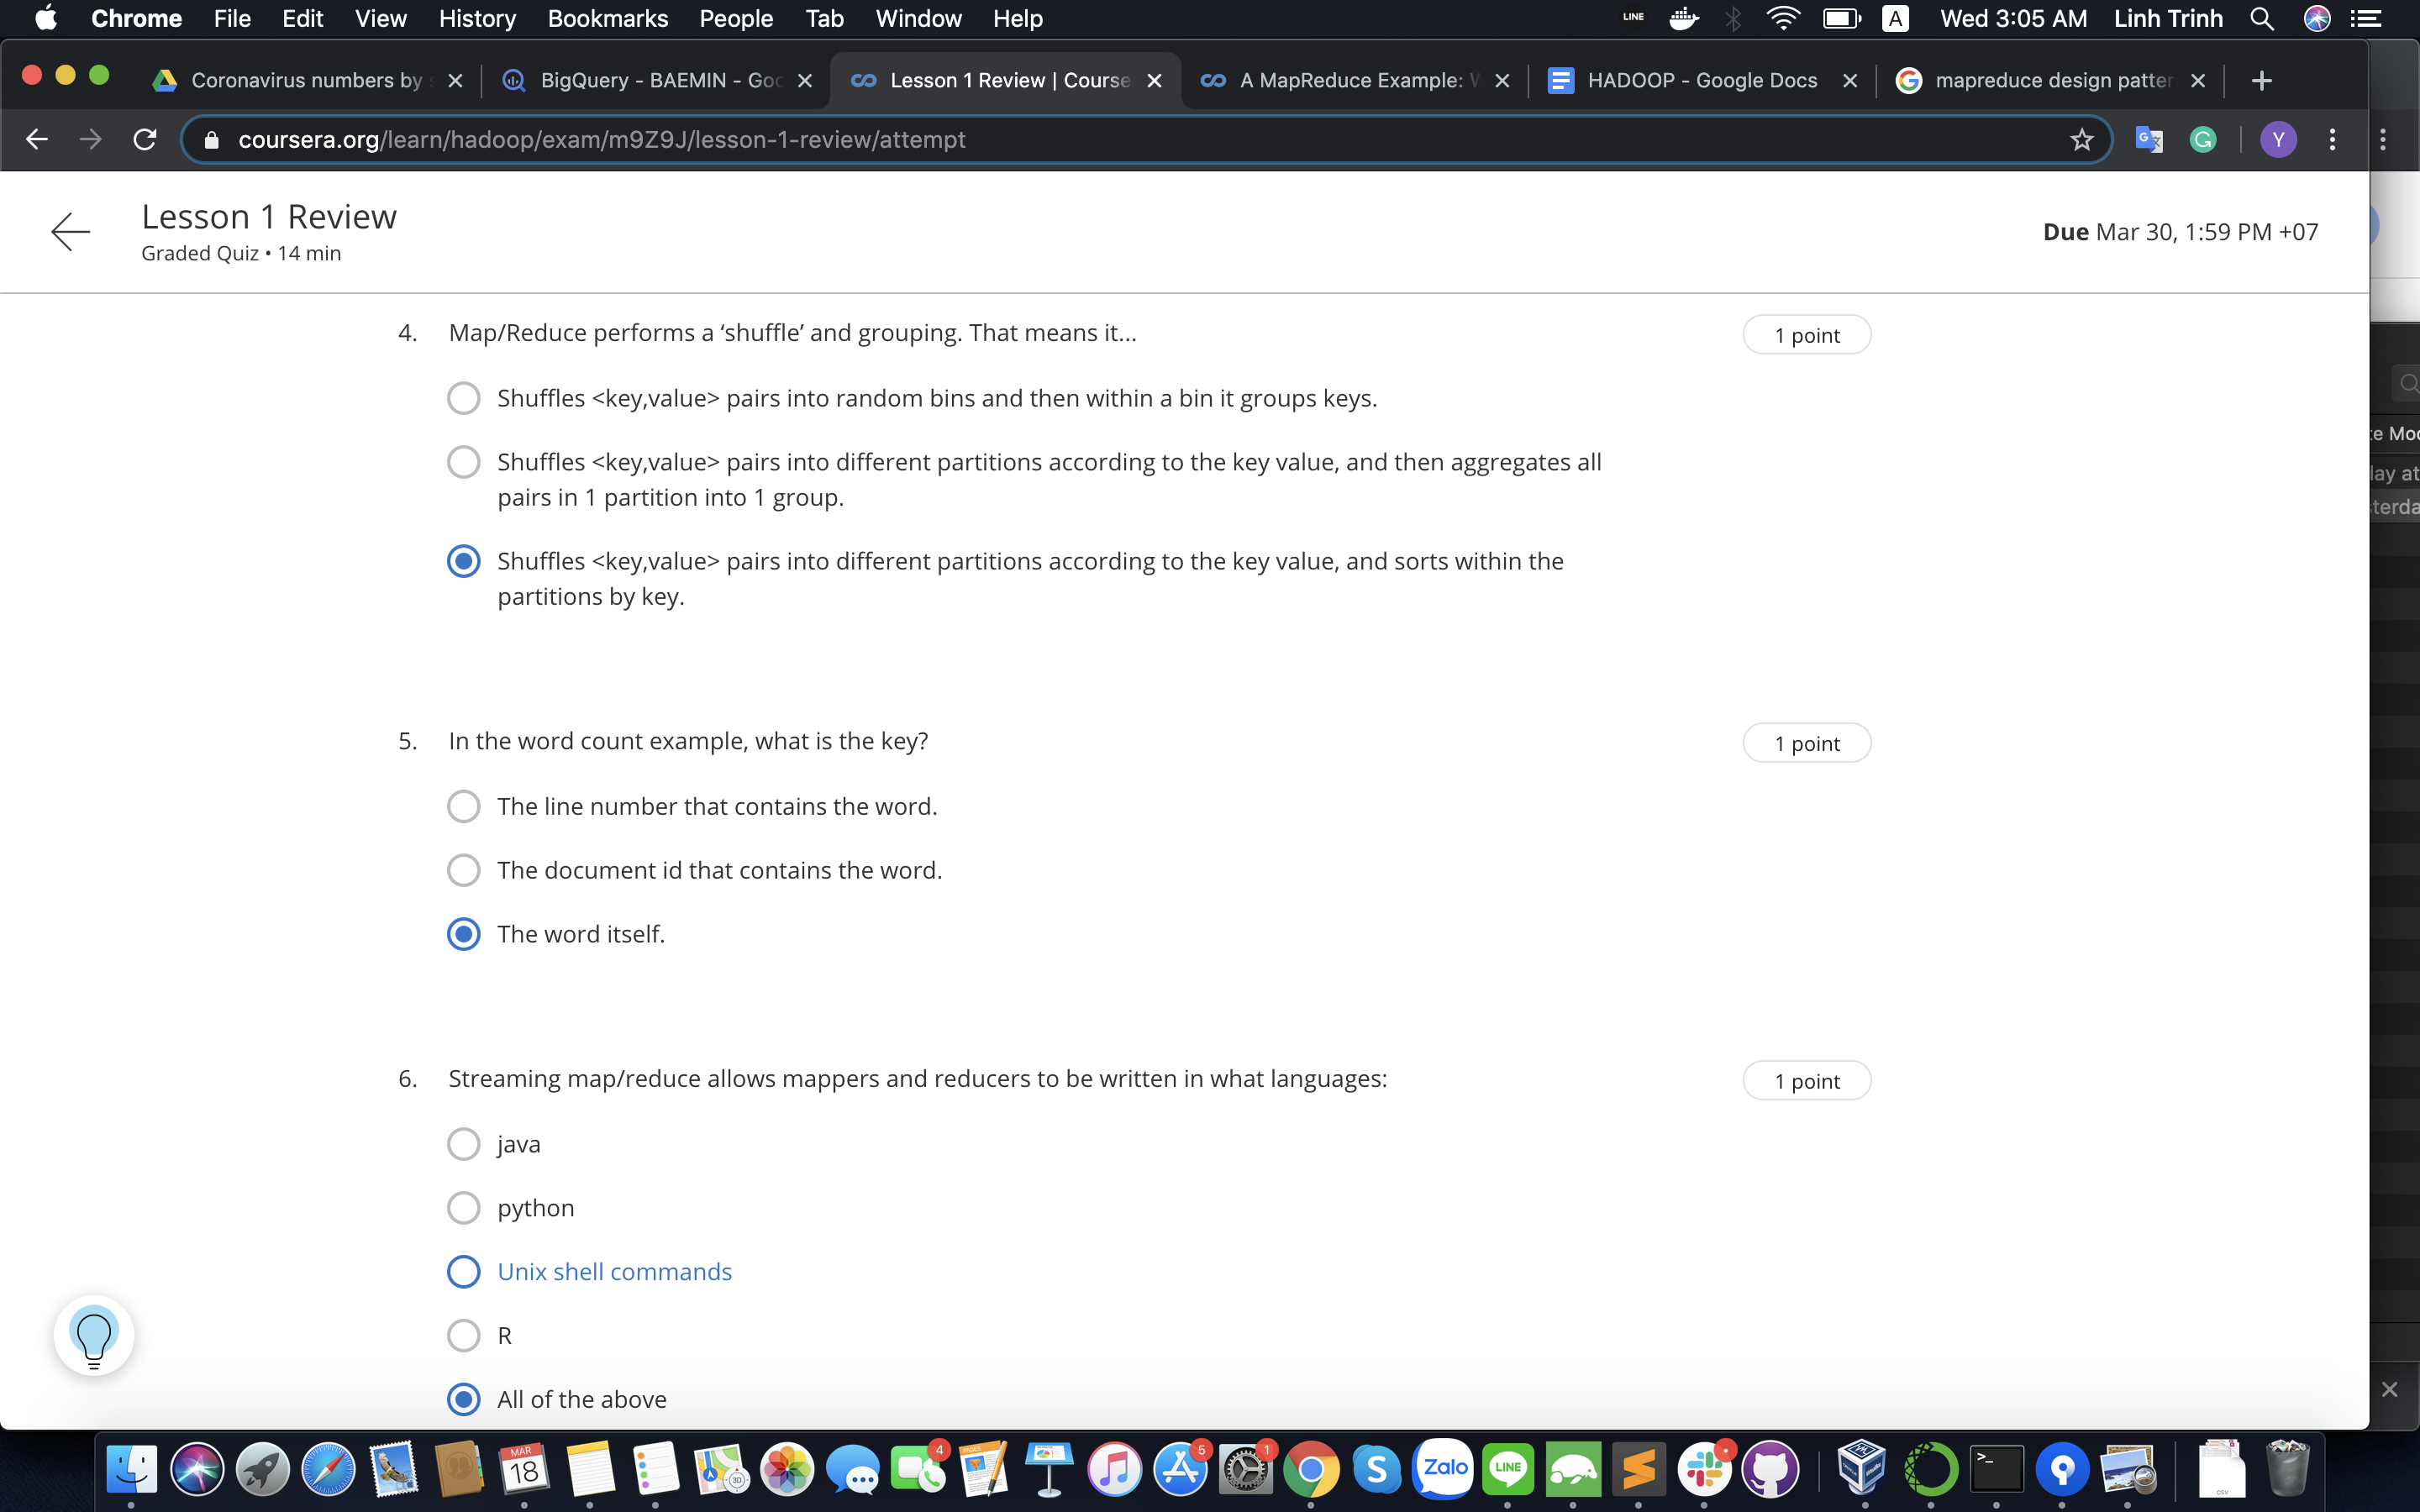 Chrome File Edit View History Bookmarks People Tab Window Help LINE A Wed 3:05 AM Linh Trinh
Coronavirus numbers by BigQuery - BAEMIN - Goo Lesson 1 Review | Course A MapReduce Example: W HADOOP - Google Docs mapreduce design patter
coursera.org/learn/hadoop/exam/m9Z9J/lesson-1-review/attempt Y
Lesson 1 Review
Graded Quiz • 14 min
Due Mar 30, 1:59 PM +07
4. Map/Reduce performs a ‘shuffle’ and grouping. That means it... 1 point
Shuffles <key,value> pairs into random bins and then within a bin it groups keys.
Shuffles <key,value> pairs into different partitions according to the key value, and then aggregates all
pairs in 1 partition into 1 group.
Shuffles <key,value> pairs into different partitions according to the key value, and sorts within the
partitions by key.
5. In the word count example, what is the key? 1 point
The line number that contains the word.
The document id that contains the word.
The word itself.
6. Streaming map/reduce allows mappers and reducers to be written in what languages: 1 point
java
python
Unix shell commands
R
All of the above
MAR
18
4
PAGES
5
1
Zalo
LINE
CSV